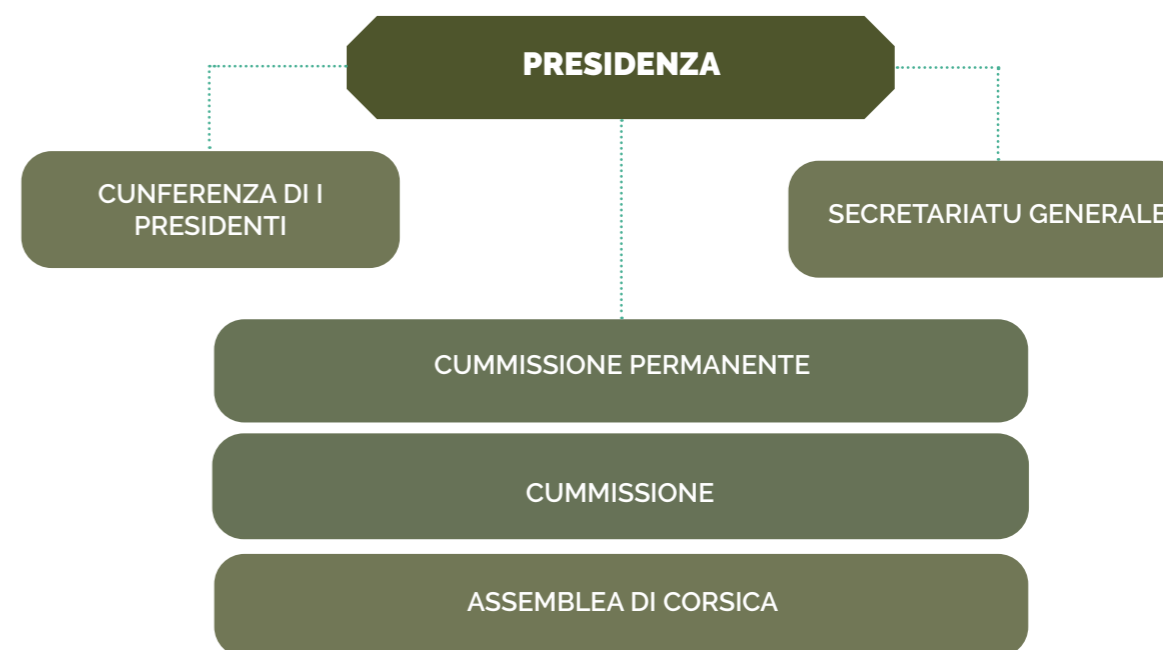 PRESIDENZA
CUNFERENZA DI I
PRESIDENTI
SECRETARIATU GENERALE
CUMMISSIONE PERMANENTE
CUMMISSIONE
ASSEMBLEA DI CORSICA